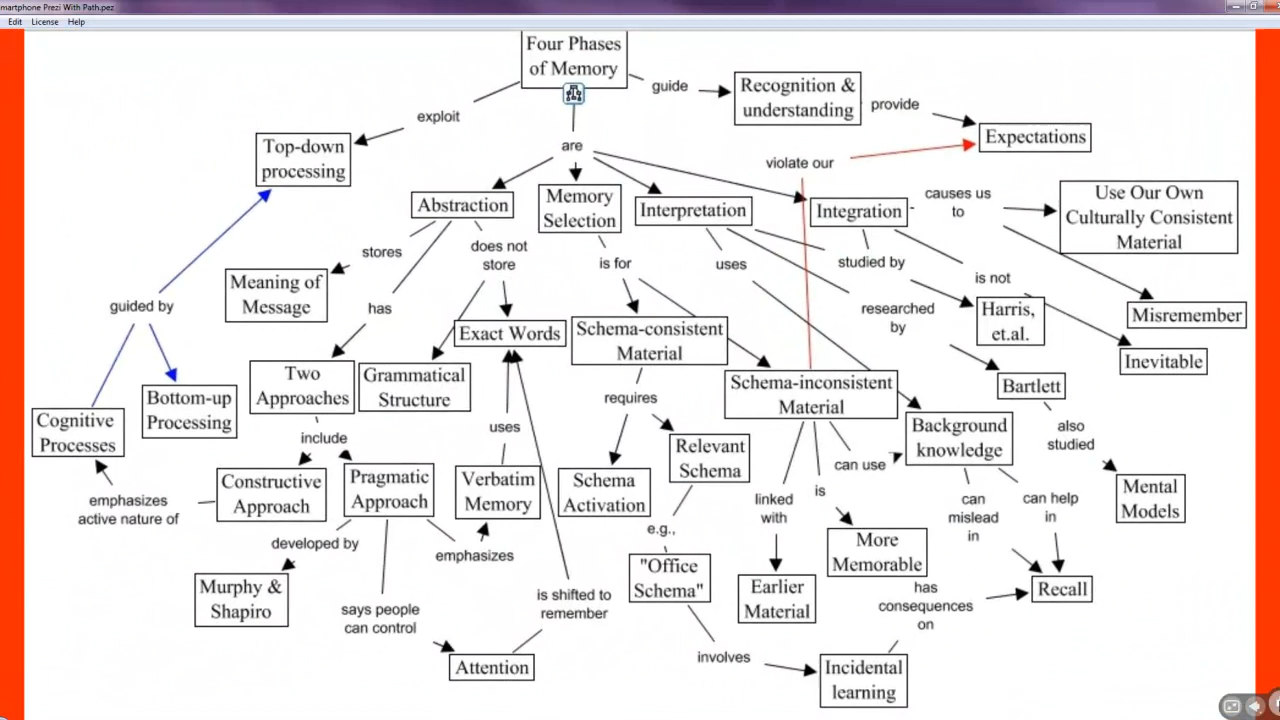 martphone Prezi With Path.pez
Edit License Help
Four Phases
of Memory
guide
Recognition &
understanding
provide
Expectations
exploit
Top-down
processing
are
violate our
Abstraction
Memory
Selection
Interpretation
Integration
causes us
to
Use Our Own
Culturally Consistent
Material
stores
does not
store
is for
uses
studied by
is not
Meaning of
Message
guided by
has
Exact Words
Schema-consistent
Material
researched
by
Harris,
et.al.
Misremember
Inevitable
Two
Approaches
Grammatical
Structure
Schema-inconsistent
Material
Bartlett
Cognitive
Processes
Bottom-up
Processing
include
uses
requires
Background
knowledge
also
studied
Constructive
Approach
Pragmatic
Approach
Verbatim
Memory
Schema
Activation
Relevant
Schema
can use
Mental
Models
emphasizes
active nature of
linked
with
is
can
mislead
in
can help
in
developed by
emphasizes
e.g.,
More
Memorable
Murphy &
Shapiro
says people
can control
is shifted to
remember
"Office
Schema"
Earlier
Material
has
consequences
on
Recall
Attention
involves
Incidental
learning